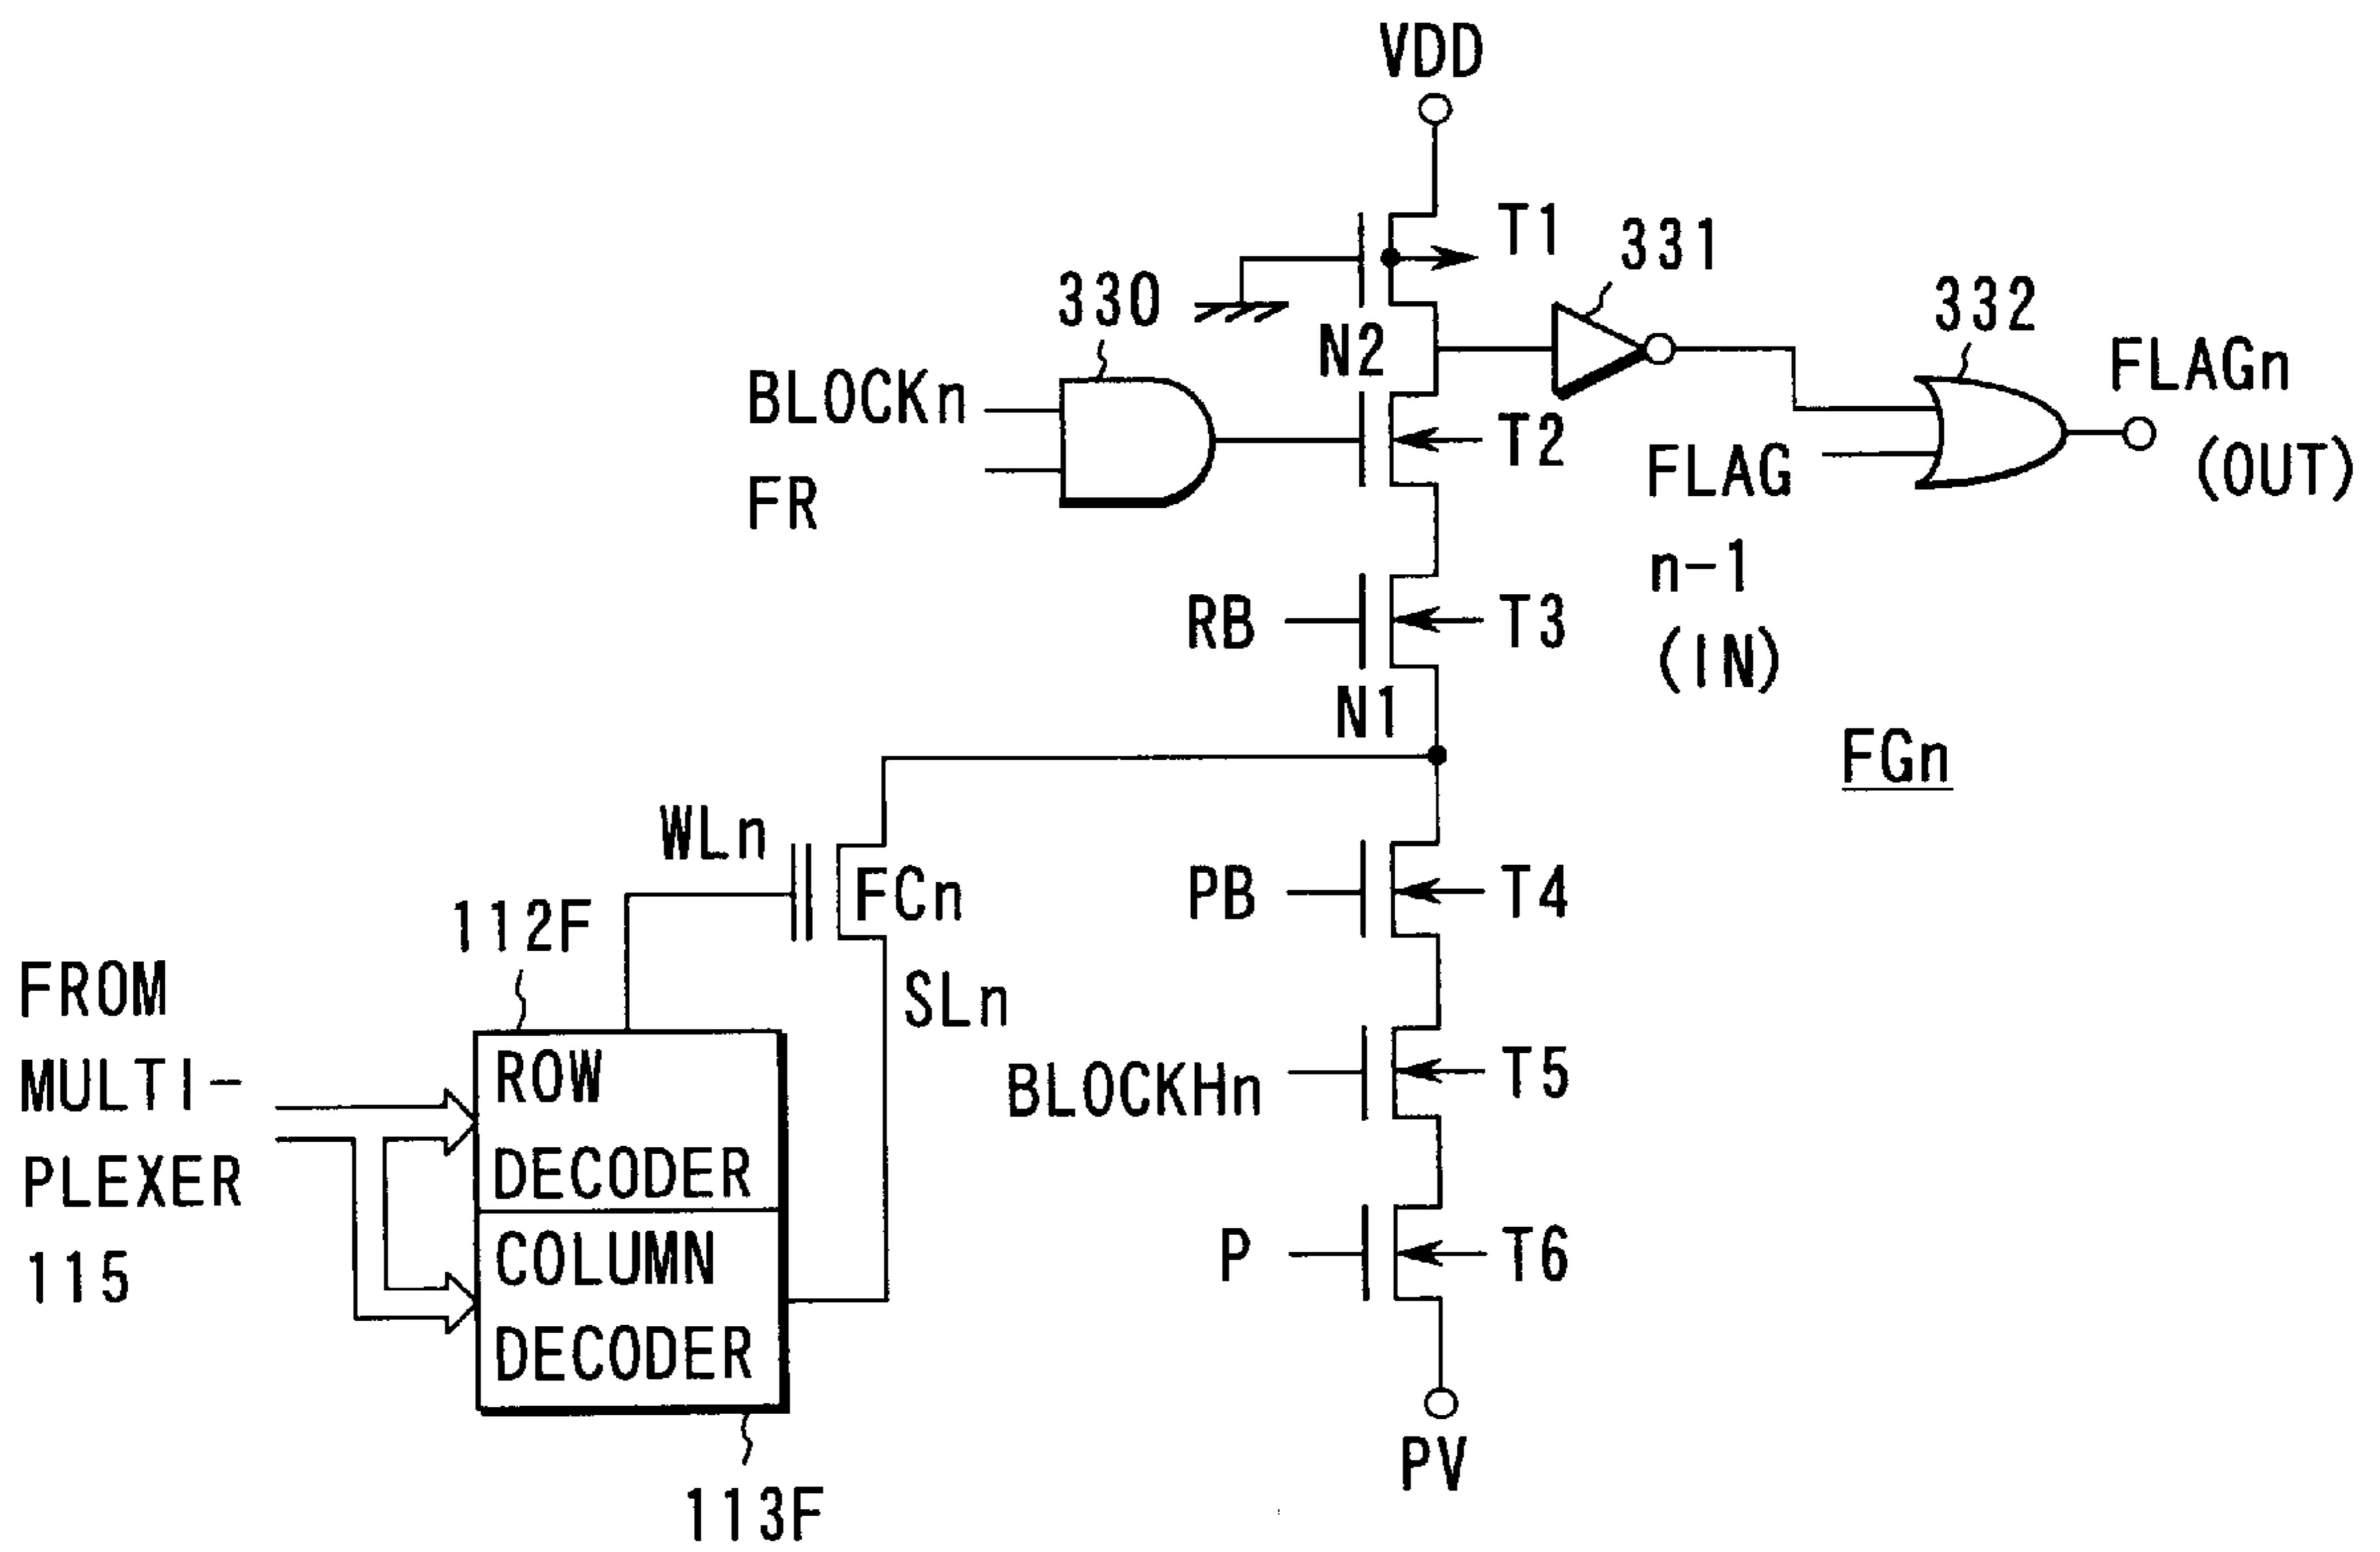 VDD
T1
331
330
N2
332
FLAGn
(OUT)
BLOCKn
FR
T2
FLAG
n-1
(IN)
RB
T3
N1
FGn
WLn
FCn
PB
T4
112F
SLn
FROM
MULTI-
PLEXER
115
ROW
DECODER
COLUMN
DECODER
BLOCKHn
T5
P
T6
PV
113F